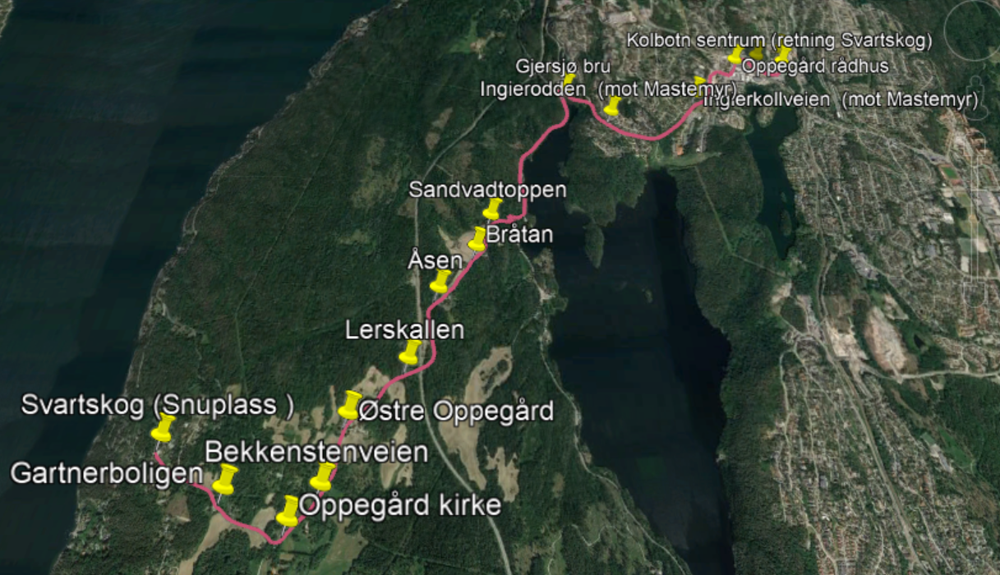 Kolbotn sentrum (retning Svartskog)
Gjersjø bru
Oppegård rådhus
Ingierodden (mot Mastemyr)
Ingierkollveien (mot Mastemyr)
Sandvadtoppen
Bråtan
Åsen
Lerskallen
Svartskog (Snuplass )
Østre Oppegård
Bekkenstenveien
Gartnerboligen
Oppegård kirke